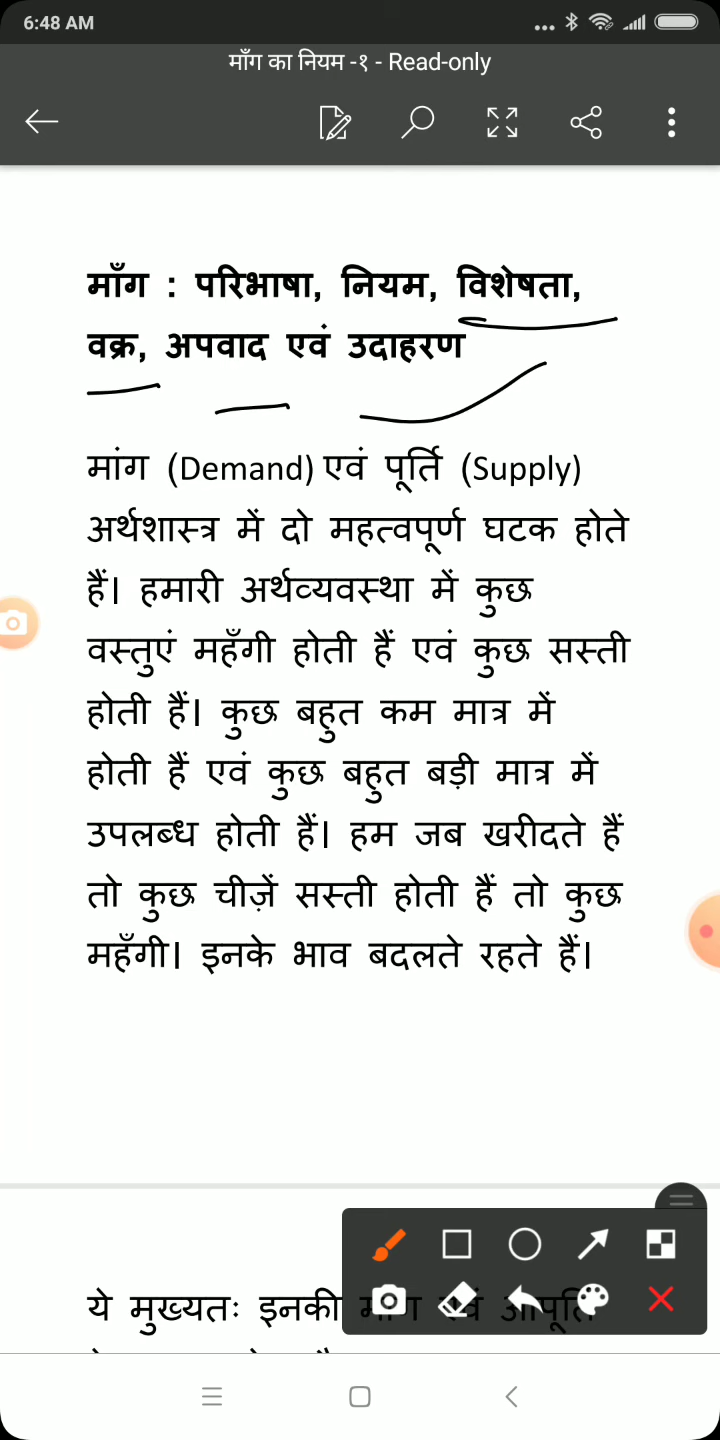 6:48 AM
माँग का नियम -१ - Read-only
माँग : परिभाषा, नियम, विशेषता,
वक्र, अपवाद एवं उदाहरण
मांग (Demand) एवं पूर्ति (Supply)
अर्थशास्त्र में दो महत्वपूर्ण घटक होते
हैं। हमारी अर्थव्यवस्था में कुछ
वस्तुएं महँगी होती हैं एवं कुछ सस्ती
होती हैं। कुछ बहुत कम मात्र में
होती हैं एवं कुछ बहुत बड़ी मात्र में
उपलब्ध होती हैं। हम जब खरीदते हैं
तो कुछ चीज़ें सस्ती होती हैं तो कुछ
महँगी। इनके भाव बदलते रहते हैं।
ये मुख्यतः इनकी माँग एवं आपूर्ति